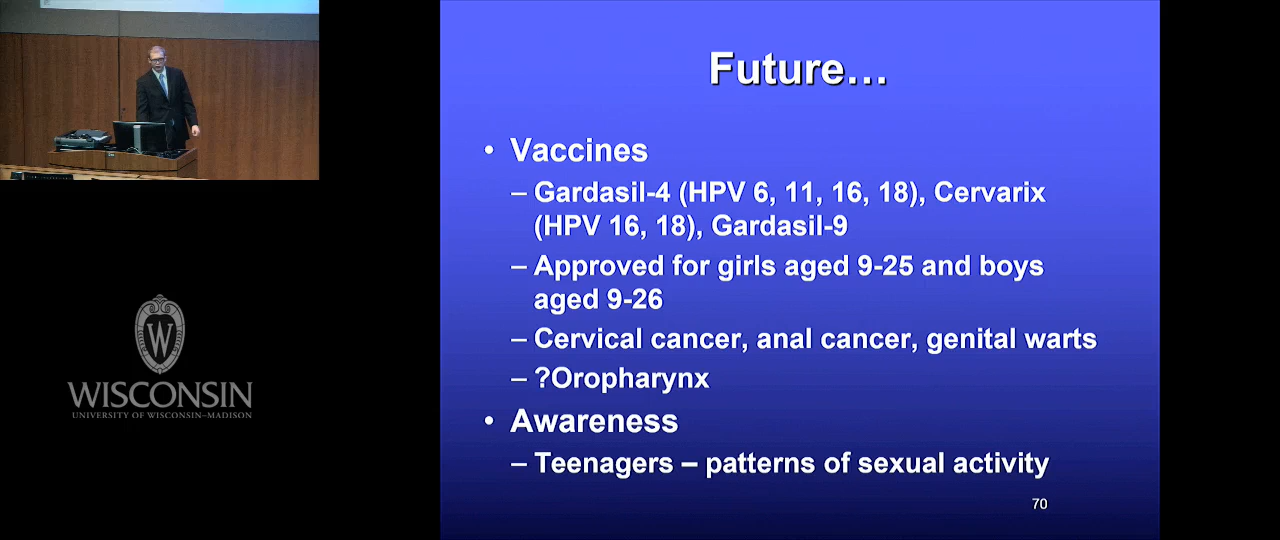 Future…
• Vaccines
– Gardasil-4 (HPV 6, 11, 16, 18), Cervarix
(HPV 16, 18), Gardasil-9
– Approved for girls aged 9-25 and boys
aged 9-26
– Cervical cancer, anal cancer, genital warts
– ?Oropharynx
• Awareness
– Teenagers – patterns of sexual activity
70
W
WISCONSIN
UNIVERSITY OF WISCONSIN–MADISON